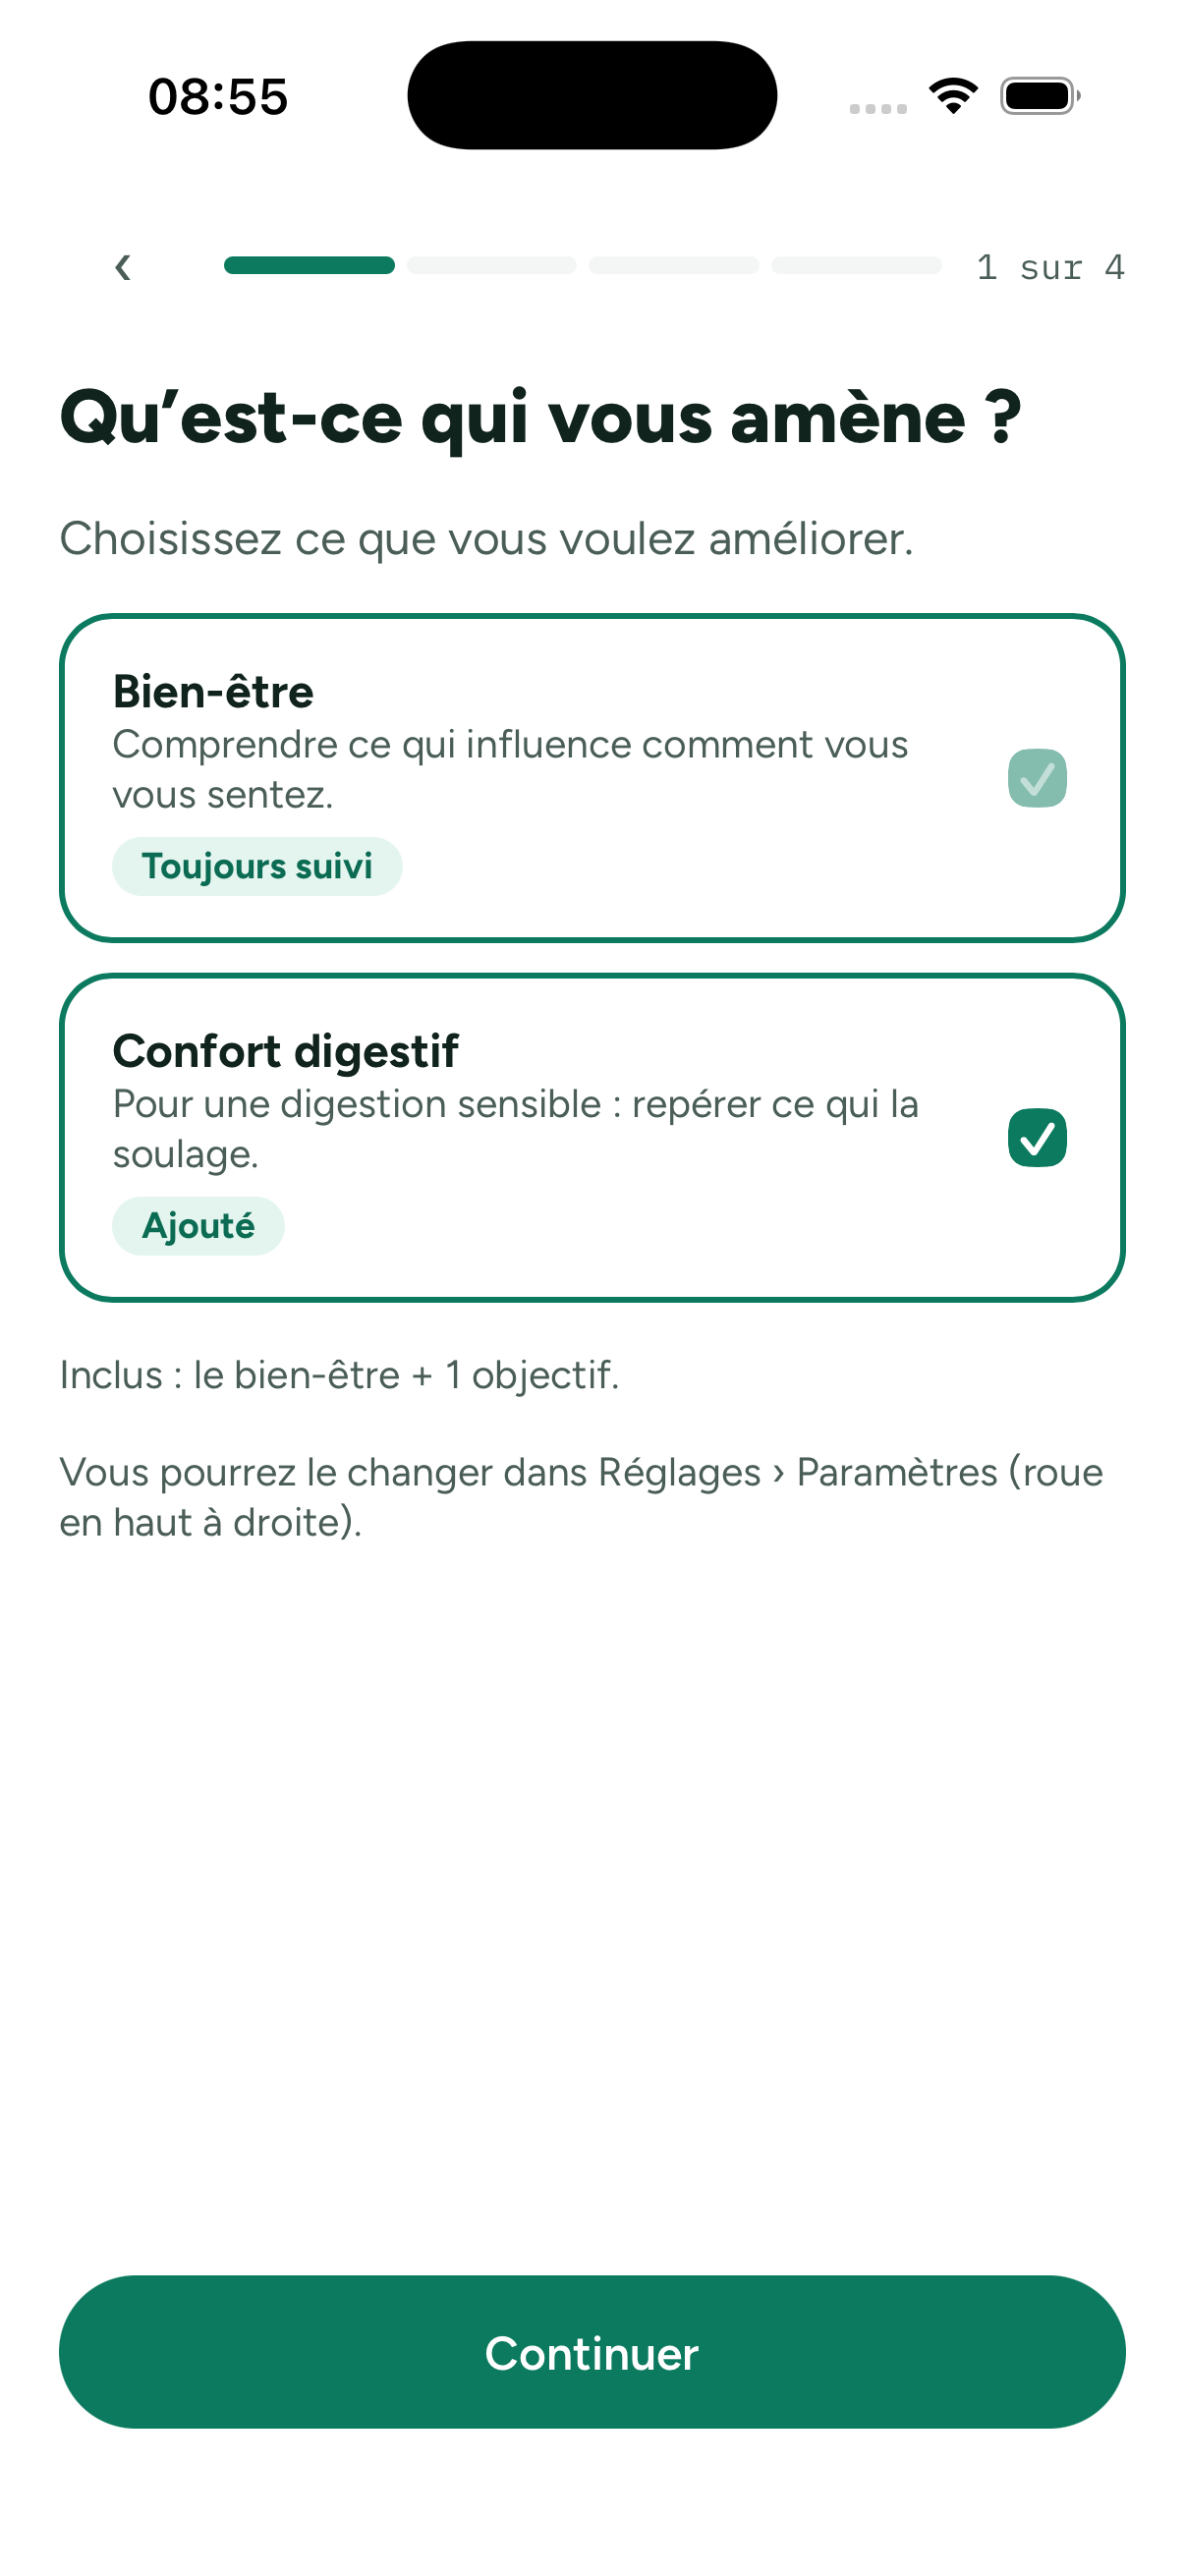 08:55
1 sur 4
Qu’est-ce qui vous amène ?
Choisissez ce que vous voulez améliorer.
Bien-être
Comprendre ce qui influence comment vous
vous sentez.
Toujours suivi
Confort digestif
Pour une digestion sensible : repérer ce qui la
soulage.
Ajouté
Inclus : le bien-être + 1 objectif.
Vous pourrez le changer dans Réglages › Paramètres (roue
en haut à droite).
Continuer